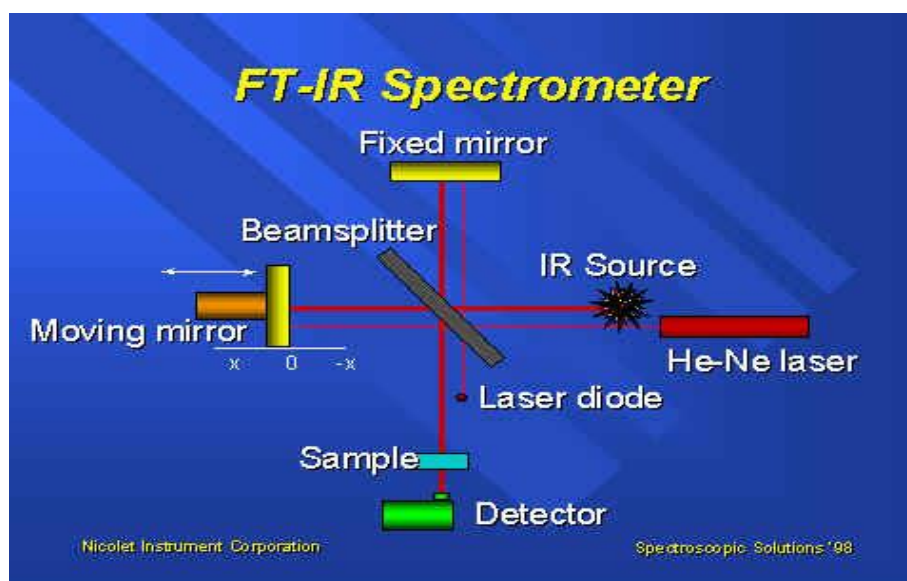 FT-IR Spectrometer
Fixed mirror
Beamsplitter
IR Source
Moving mirror
He-Ne laser
x 0 -x
Laser diode
Sample
Detector
Nicolet Instrument Corporation
Spectroscopic Solutions '98